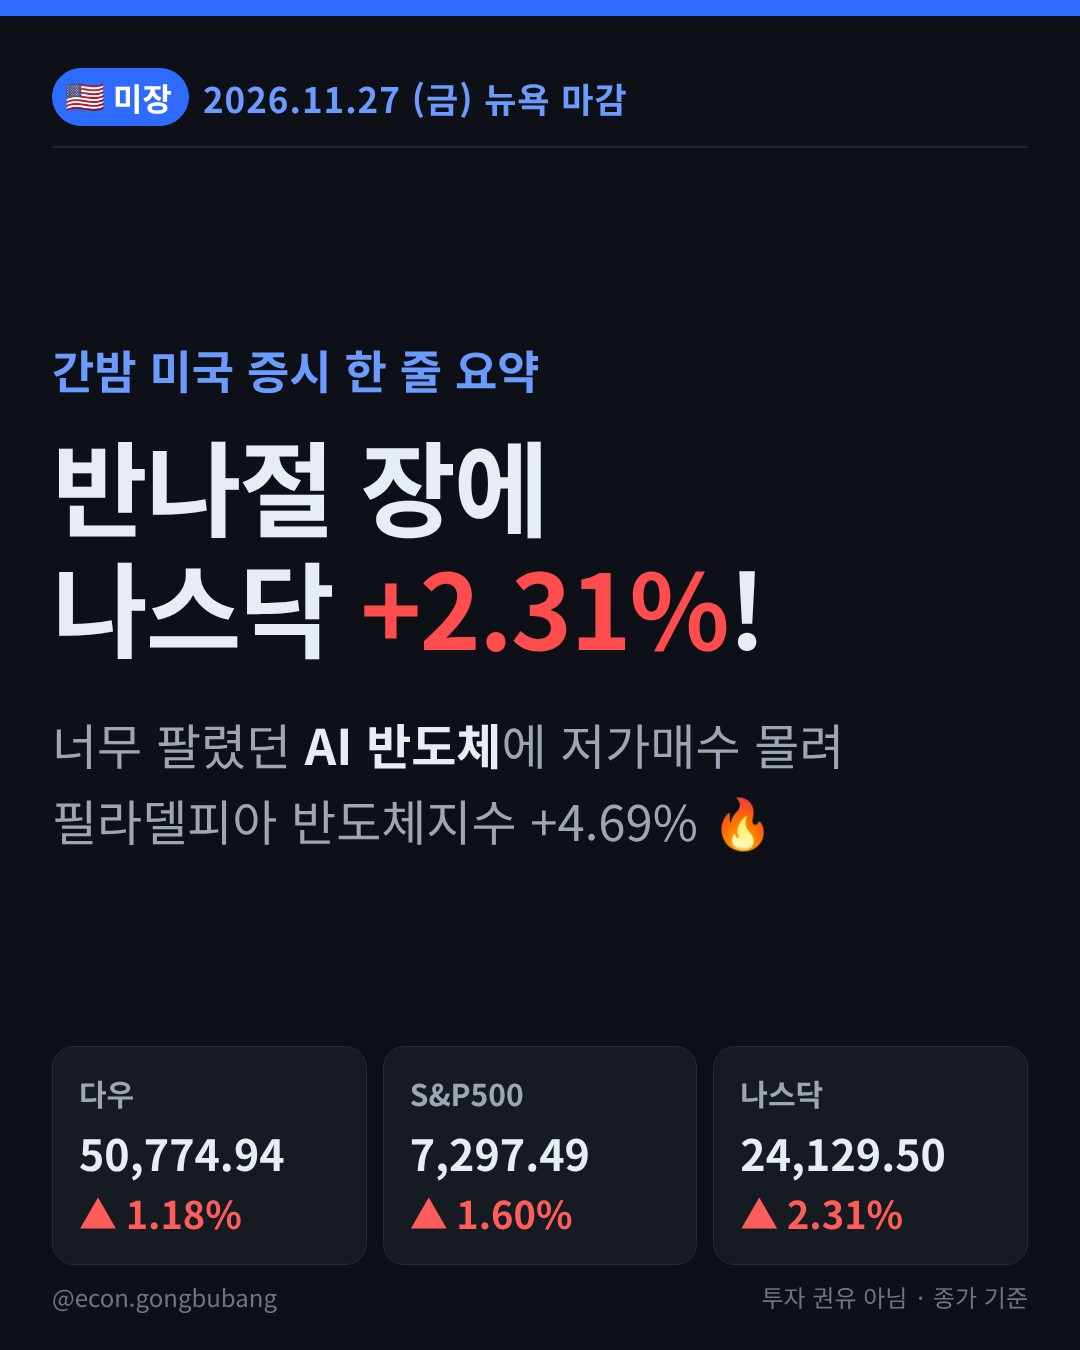 🇺🇸 미장 2026.11.27 (금) 뉴욕 마감
간밤 미국 증시 한 줄 요약
반나절 장에
나스닥 +2.31%!
너무 팔렸던 AI 반도체에 저가매수 몰려
필라델피아 반도체지수 +4.69% 🔥
다우
50,774.94
▲ 1.18%
S&P500
7,297.49
▲ 1.60%
나스닥
24,129.50
▲ 2.31%
@econ.gongbubang
투자 권유 아님 · 종가 기준